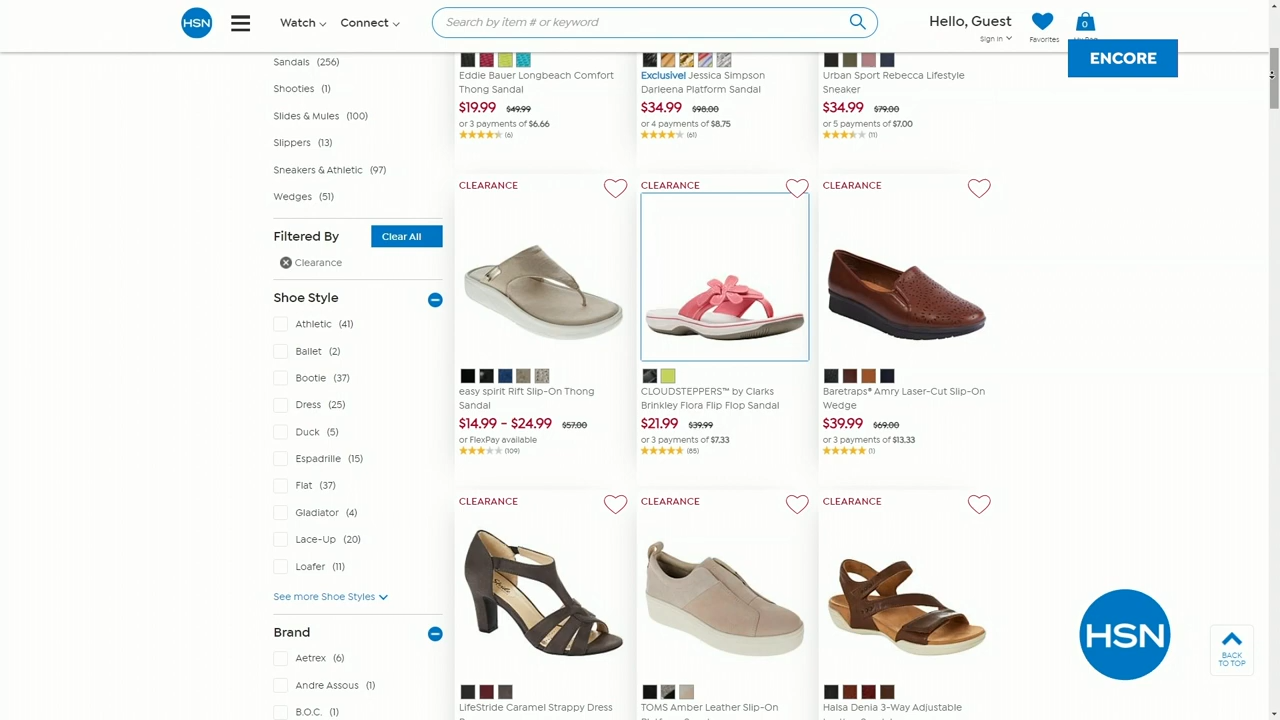 HSN
Watch
Connect
Search by item # or keyword
Hello, Guest
Sign In
Favorites
0
ENCORE
Sandals (256)
Shooties (1)
Slides & Mules (100)
Slippers (13)
Sneakers & Athletic (97)
Wedges (51)
Filtered By
Clear All
Clearance
Shoe Style
Athletic (41)
Ballet (2)
Bootie (37)
Dress (25)
Duck (5)
Espadrille (15)
Flat (37)
Gladiator (4)
Lace-Up (20)
Loafer (11)
See more Shoe Styles
Brand
Aetrex (6)
Andre Assous (1)
B.O.C. (1)
Eddie Bauer Longbeach Comfort
Thong Sandal
$19.99 $49.99
or 3 payments of $6.66
(6)
Exclusive! Jessica Simpson
Darleena Platform Sandal
$34.99 $98.00
or 4 payments of $8.75
(61)
Urban Sport Rebecca Lifestyle
Sneaker
$34.99 $79.00
or 5 payments of $7.00
(11)
CLEARANCE
easy spirit Rift Slip-On Thong
Sandal
$14.99 - $24.99 $57.00
or FlexPay available
(109)
CLEARANCE
CLOUDSTEPPERS™ by Clarks
Brinkley Flora Flip Flop Sandal
$21.99 $39.99
or 3 payments of $7.33
(85)
CLEARANCE
Baretraps® Amry Laser-Cut Slip-On
Wedge
$39.99 $69.00
or 3 payments of $13.33
(1)
CLEARANCE
LifeStride Caramel Strappy Dress
CLEARANCE
TOMS Amber Leather Slip-On
CLEARANCE
Halsa Denia 3-Way Adjustable
HSN
BACK
TO TOP